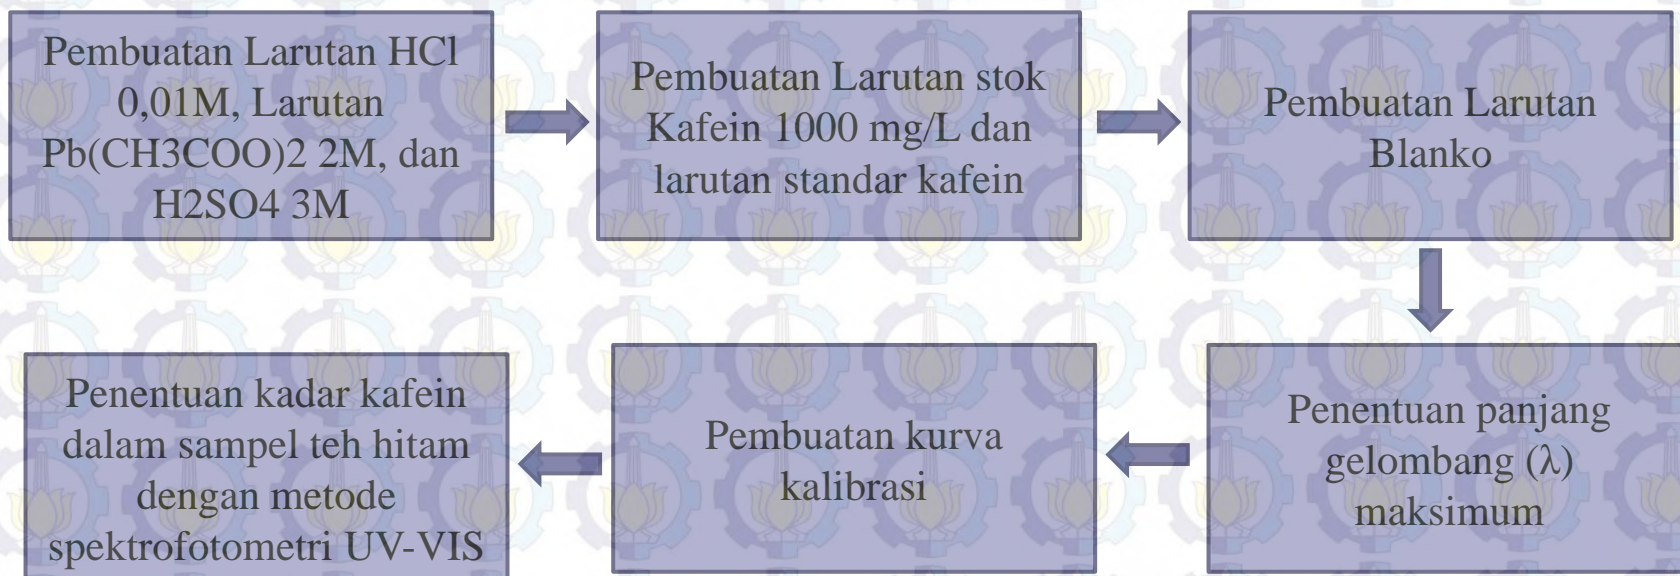 Pembuatan Larutan HCl
0,01M, Larutan
Pb(CH3COO)2 2M, dan
H2SO4 3M
Pembuatan Larutan stok
Kafein 1000 mg/L dan
larutan standar kafein
Pembuatan Larutan
Blanko
Penentuan panjang
gelombang (λ)
maksimum
Pembuatan kurva
kalibrasi
Penentuan kadar kafein
dalam sampel teh hitam
dengan metode
spektrofotometri UV-VIS